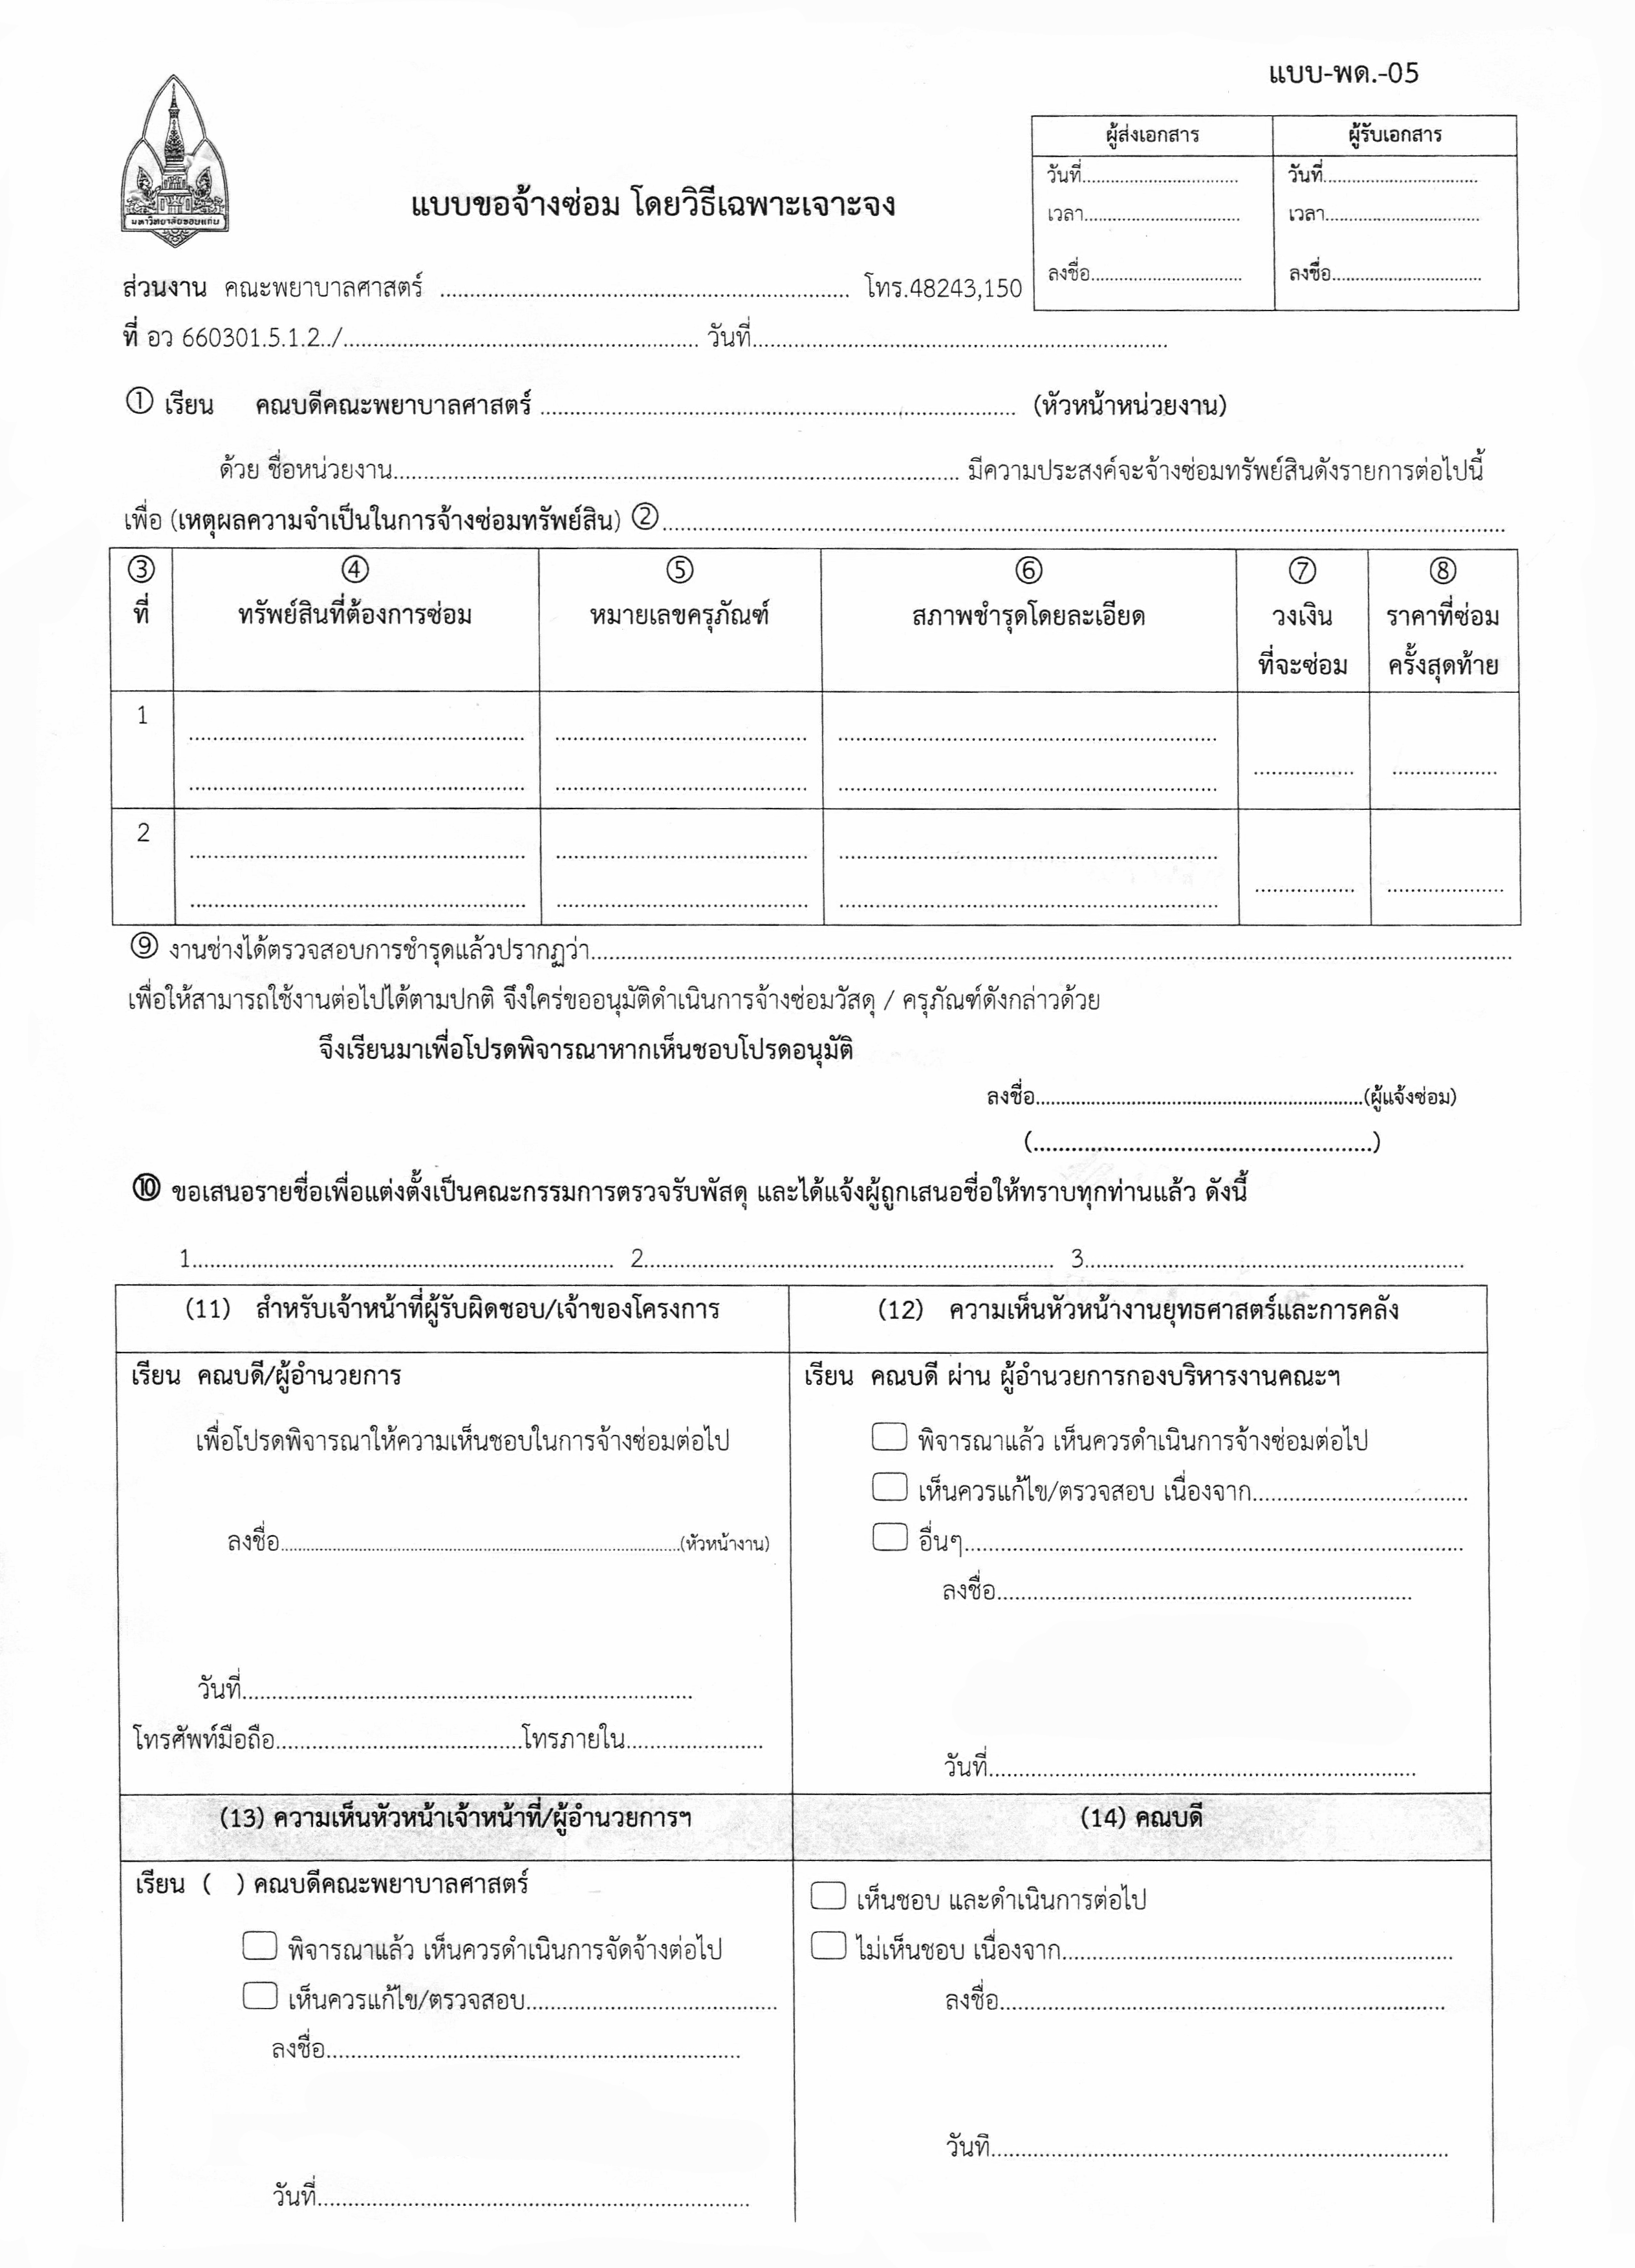 แบบ-พด.-05
ผู้ส่งเอกสาร ผู้รับเอกสาร
วันที่................................ วันที่................................
เวลา................................ เวลา................................
ลงชื่อ................................ ลงชื่อ................................
มหาวิทยาลัยขอนแก่น
แบบขอจ้างซ่อม โดยวิธีเฉพาะเจาะจง
ส่วนงาน คณะพยาบาลศาสตร์ ................................ โทร.48243,150
ที่ อว 660301.5.1.2../................................ วันที่................................
① เรียน คณบดีคณะพยาบาลศาสตร์ ................................ (หัวหน้าหน่วยงาน)
ด้วย ชื่อหน่วยงาน................................ มีความประสงค์จะจ้างซ่อมทรัพย์สินดังรายการต่อไปนี้
เพื่อ (เหตุผลความจำเป็นในการจ้างซ่อมทรัพย์สิน) ②................................
③ ④ ⑤ ⑥ ⑦ ⑧
ที่ ทรัพย์สินที่ต้องการซ่อม หมายเลขครุภัณฑ์ สภาพชำรุดโดยละเอียด วงเงิน ราคาที่ซ่อม
ที่จะซ่อม ครั้งสุดท้าย
1
2
⑨ งานช่างได้ตรวจสอบการชำรุดแล้วปรากฏว่า................................
เพื่อให้สามารถใช้งานต่อไปได้ตามปกติ จึงใคร่ขออนุมัติดำเนินการจ้างซ่อมวัสดุ / ครุภัณฑ์ดังกล่าวด้วย
จึงเรียนมาเพื่อโปรดพิจารณาหากเห็นชอบโปรดอนุมัติ
ลงชื่อ................................(ผู้แจ้งซ่อม)
(................................)
⑩ ขอเสนอรายชื่อเพื่อแต่งตั้งเป็นคณะกรรมการตรวจรับพัสดุ และได้แจ้งผู้ถูกเสนอชื่อให้ทราบทุกท่านแล้ว ดังนี้
1................................ 2................................ 3................................
(11) สำหรับเจ้าหน้าที่ผู้รับผิดชอบ/เจ้าของโครงการ
เรียน คณบดี/ผู้อำนวยการ
เพื่อโปรดพิจารณาให้ความเห็นชอบในการจ้างซ่อมต่อไป
ลงชื่อ................................(หัวหน้างาน)
วันที่................................
โทรศัพท์มือถือ................................โทรภายใน................................
(12) ความเห็นหัวหน้างานยุทธศาสตร์และการคลัง
เรียน คณบดี ผ่าน ผู้อำนวยการกองบริหารงานคณะฯ
พิจารณาแล้ว เห็นควรดำเนินการจ้างซ่อมต่อไป
เห็นควรแก้ไข/ตรวจสอบ เนื่องจาก................................
อื่นๆ................................
ลงชื่อ................................
วันที่................................
(13) ความเห็นหัวหน้าเจ้าหน้าที่/ผู้อำนวยการฯ
เรียน ( ) คณบดีคณะพยาบาลศาสตร์
พิจารณาแล้ว เห็นควรดำเนินการจัดจ้างต่อไป
เห็นควรแก้ไข/ตรวจสอบ................................
ลงชื่อ................................
วันที่................................
(14) คณบดี
เห็นชอบ และดำเนินการต่อไป
ไม่เห็นชอบ เนื่องจาก................................
ลงชื่อ................................
วันที................................